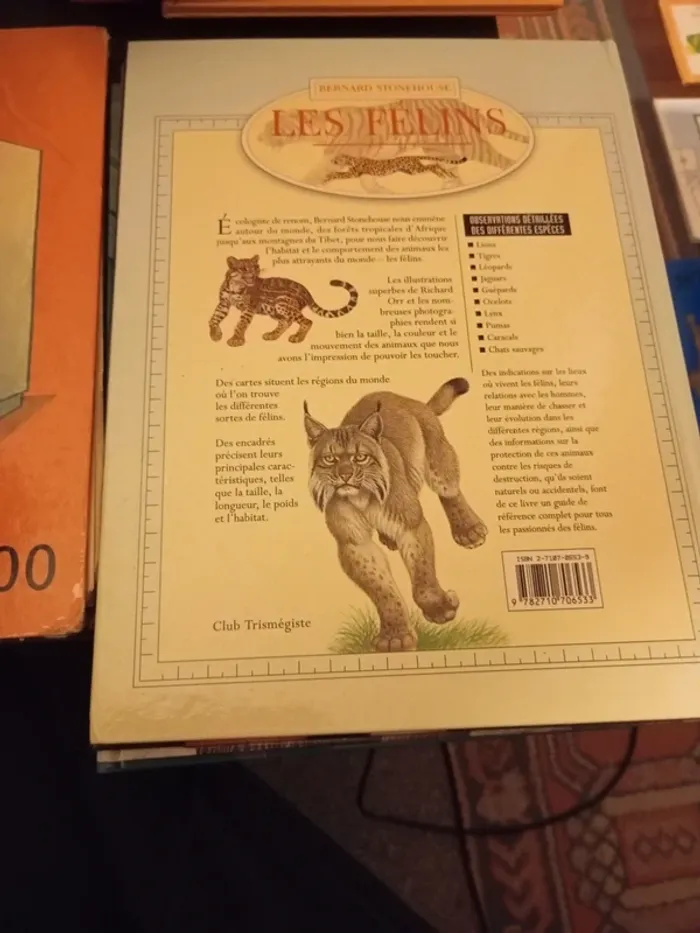 BERNARD STONEHOUSE
LES FÉLINS
Écologiste de renom, Bernard Stonehouse nous emmène
autour du monde, des forêts tropicales d'Afrique
jusqu'aux montagnes du Tibet, pour nous faire découvrir
l'habitat et le comportement des animaux les
plus attrayants du monde – les félins.
Les illustrations
superbes de Richard
Orr et les nom-
breuses photogra-
phies rendent si
bien la taille, la couleur et le
mouvement des animaux que nous
avons l'impression de pouvoir les toucher.
Des cartes situent les régions du monde
où l'on trouve
les différentes
sortes de félins.
Des encadrés
précisent leurs
principales carac-
téristiques, telles
que la taille, la
longueur, le poids
et l'habitat.
Club Trismégiste
OBSERVATIONS DÉTAILLÉES
DES DIFFÉRENTES ESPÈCES
■ Lions
■ Tigres
■ Léopards
■ Jaguars
■ Guépards
■ Ocelots
■ Lynx
■ Pumas
■ Caracals
■ Chats sauvages
Des indications sur les lieux
où vivent les félins, leurs
relations avec les hommes,
leur manière de chasser et
leur évolution dans les
différentes régions, ainsi que
des informations sur la
protection de ces animaux
contre les risques de
destruction, qu'ils soient
naturels ou accidentels, font
de ce livre un guide de
référence complet pour tous
les passionnés des félins.
ISBN 2-7107-0653-9
9 782710 706533
00